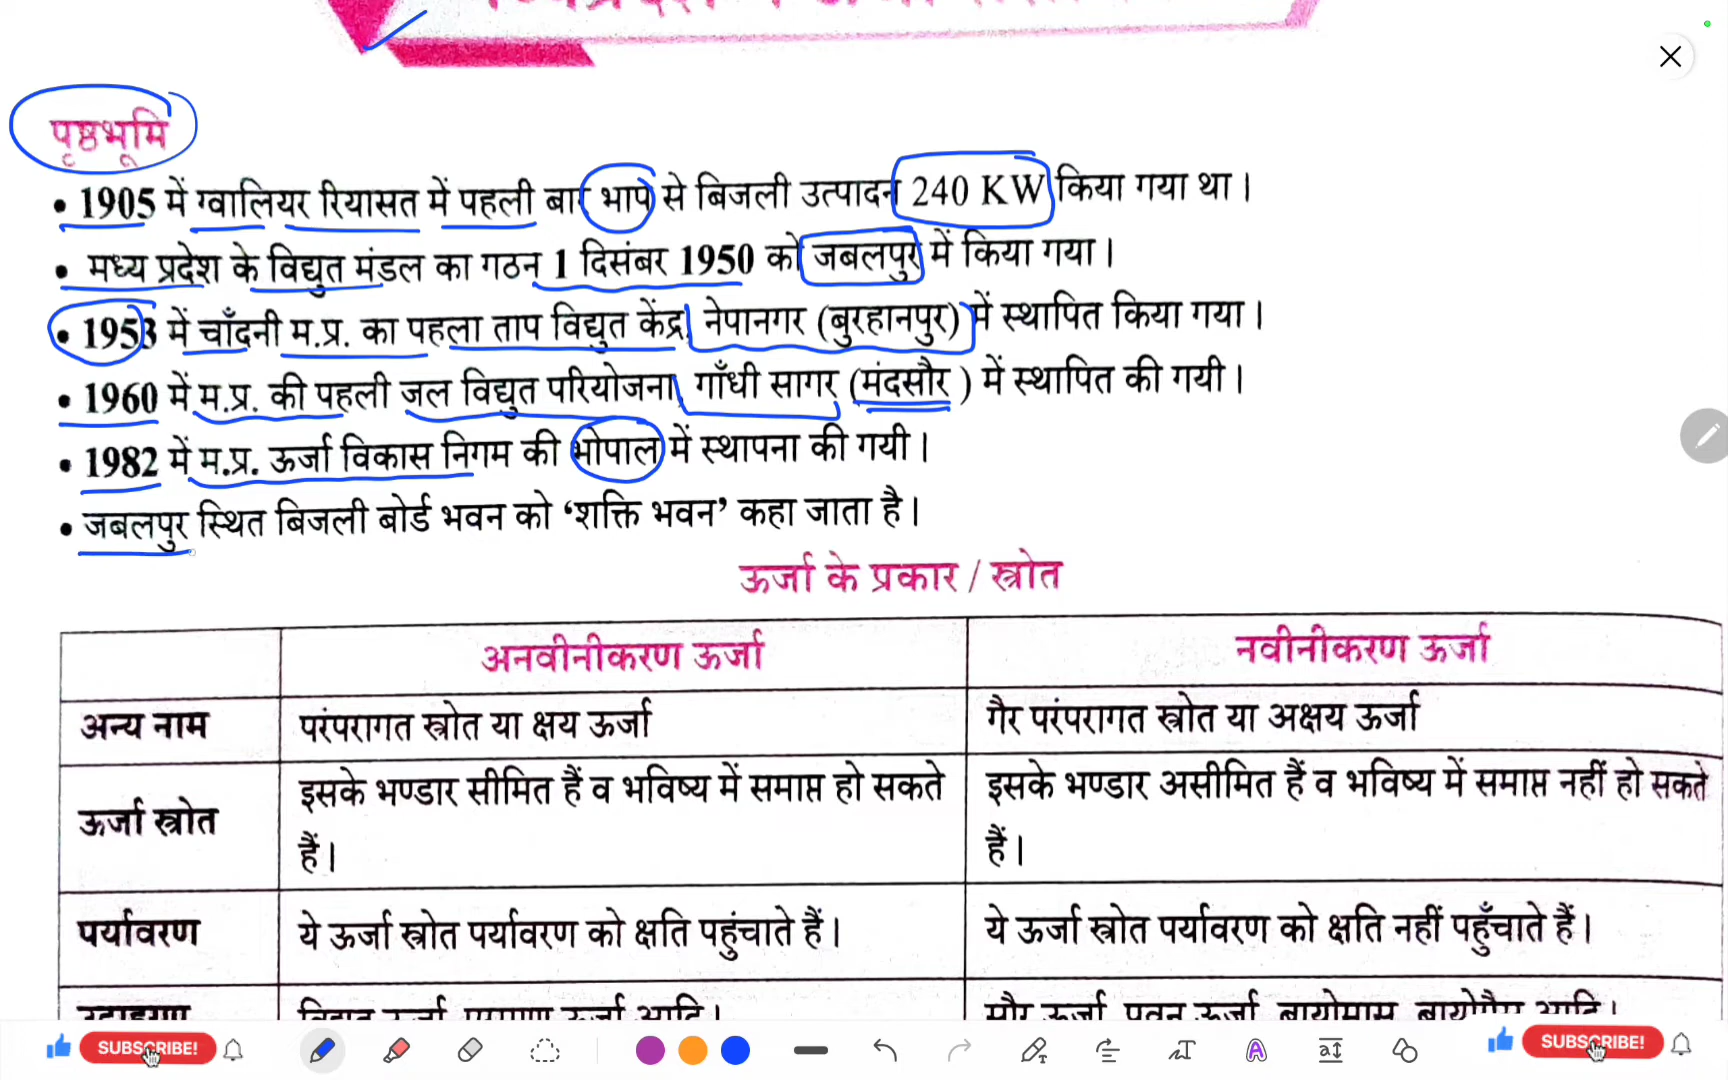 पृष्ठभूमि
• 1905 में ग्वालियर रियासत में पहली बार भाप से बिजली उत्पादन 240 KW किया गया था।
• मध्य प्रदेश के विद्युत मंडल का गठन 1 दिसंबर 1950 को जबलपुर में किया गया।
• 1953 में चाँदनी म.प्र. का पहला ताप विद्युत केंद्र, नेपानगर (बुरहानपुर) में स्थापित किया गया।
• 1960 में म.प्र. की पहली जल विद्युत परियोजना, गाँधी सागर (मंदसौर) में स्थापित की गयी।
• 1982 में म.प्र. ऊर्जा विकास निगम की भोपाल में स्थापना की गयी।
• जबलपुर स्थित बिजली बोर्ड भवन को ‘शक्ति भवन’ कहा जाता है।
ऊर्जा के प्रकार / स्त्रोत
अनवीनीकरण ऊर्जा नवीनीकरण ऊर्जा
अन्य नाम परंपरागत स्त्रोत या क्षय ऊर्जा गैर परंपरागत स्त्रोत या अक्षय ऊर्जा
ऊर्जा स्त्रोत इसके भण्डार सीमित हैं व भविष्य में समाप्त हो सकते हैं। इसके भण्डार असीमित हैं व भविष्य में समाप्त नहीं हो सकते हैं।
पर्यावरण ये ऊर्जा स्त्रोत पर्यावरण को क्षति पहुंचाते हैं। ये ऊर्जा स्त्रोत पर्यावरण को क्षति नहीं पहुँचाते हैं।
SUBSCRIBE! SUBSCRIBE!